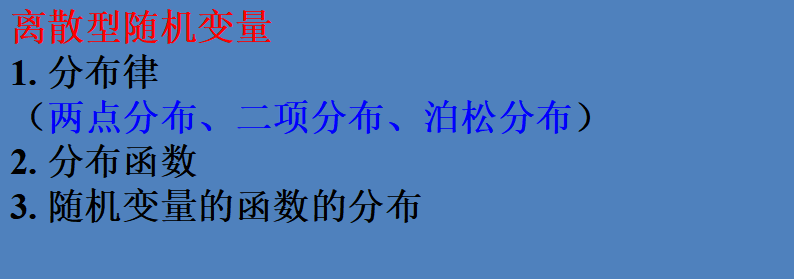 离散型随机变量
1. 分布律
（两点分布、二项分布、泊松分布）
2. 分布函数
3. 随机变量的函数的分布